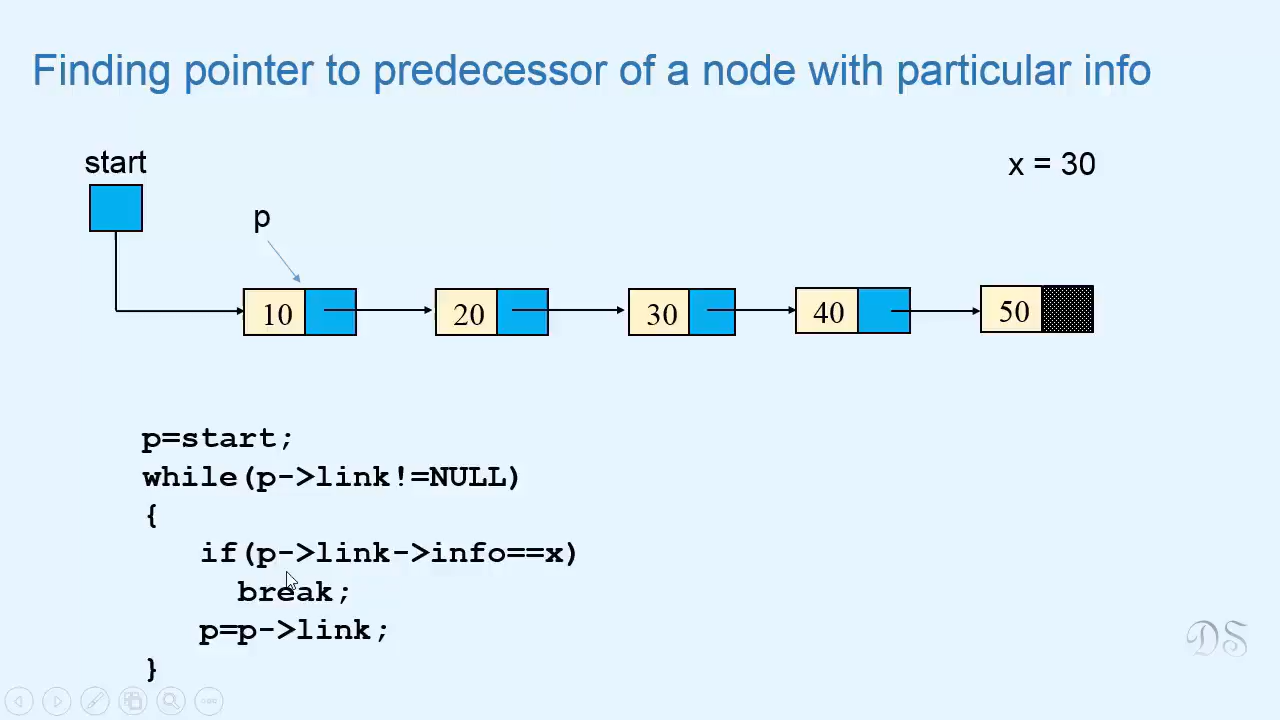 Finding pointer to predecessor of a node with particular info
start
x = 30
p
10 20 30 40 50
p=start;
while(p->link!=NULL)
{
if(p->link->info==x)
break;
p=p->link;
}
DS